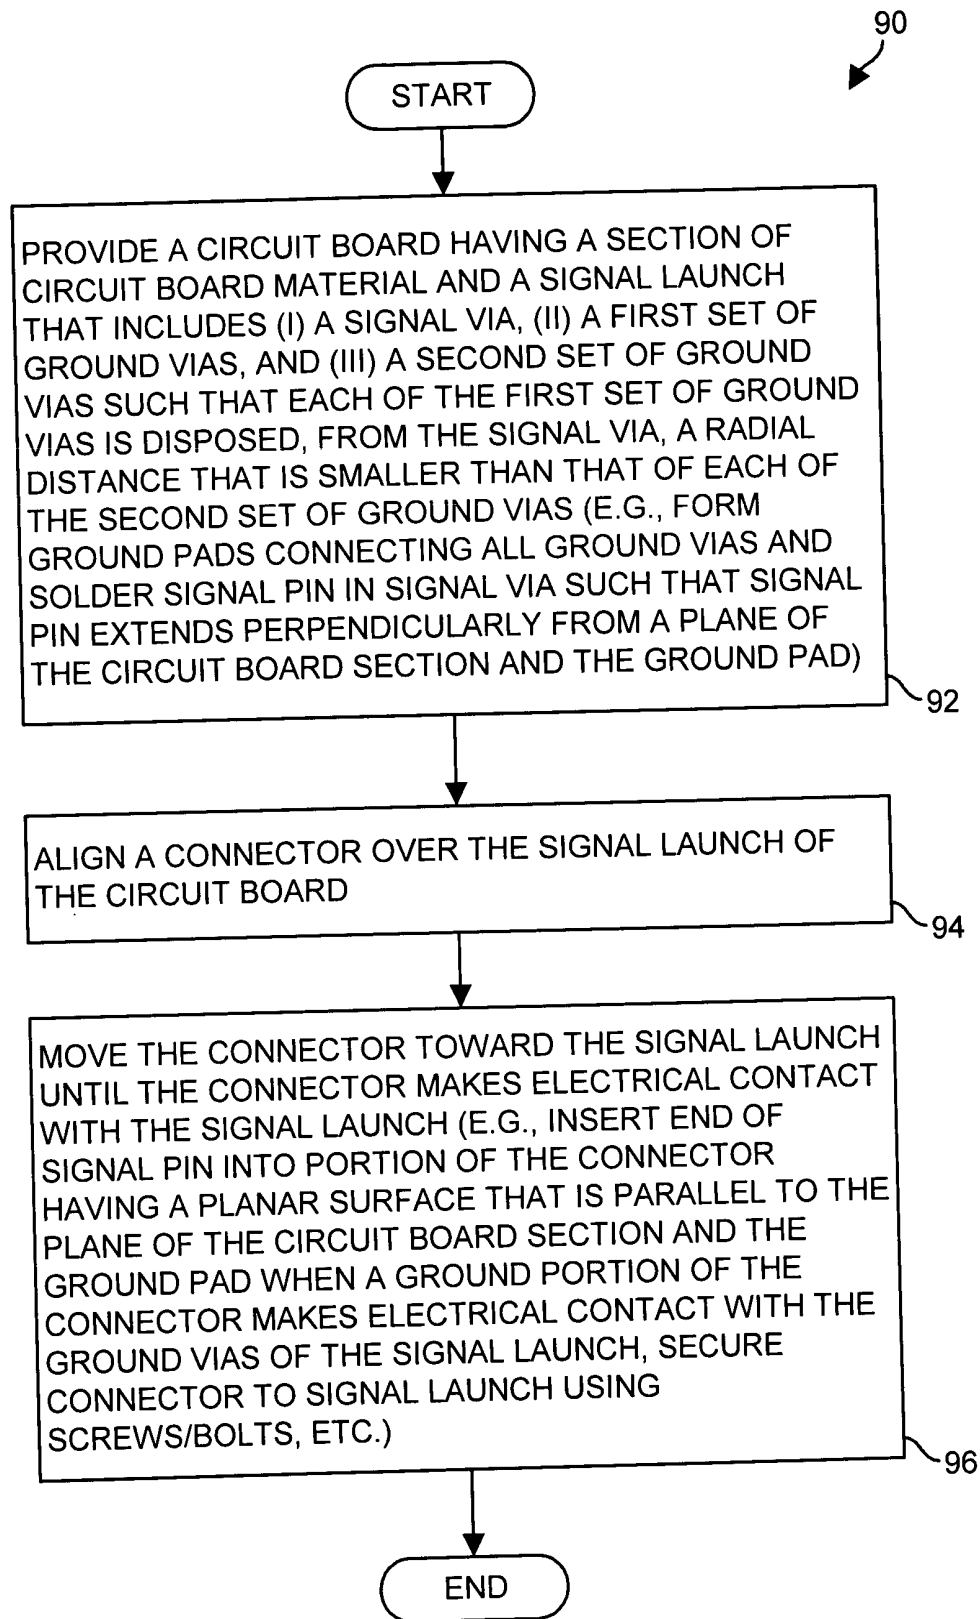 90
START
PROVIDE A CIRCUIT BOARD HAVING A SECTION OF
CIRCUIT BOARD MATERIAL AND A SIGNAL LAUNCH
THAT INCLUDES (I) A SIGNAL VIA, (II) A FIRST SET OF
GROUND VIAS, AND (III) A SECOND SET OF GROUND
VIAS SUCH THAT EACH OF THE FIRST SET OF GROUND
VIAS IS DISPOSED, FROM THE SIGNAL VIA, A RADIAL
DISTANCE THAT IS SMALLER THAN THAT OF EACH OF
THE SECOND SET OF GROUND VIAS (E.G., FORM
GROUND PADS CONNECTING ALL GROUND VIAS AND
SOLDER SIGNAL PIN IN SIGNAL VIA SUCH THAT SIGNAL
PIN EXTENDS PERPENDICULARLY FROM A PLANE OF
THE CIRCUIT BOARD SECTION AND THE GROUND PAD)
92
ALIGN A CONNECTOR OVER THE SIGNAL LAUNCH OF
THE CIRCUIT BOARD
94
MOVE THE CONNECTOR TOWARD THE SIGNAL LAUNCH
UNTIL THE CONNECTOR MAKES ELECTRICAL CONTACT
WITH THE SIGNAL LAUNCH (E.G., INSERT END OF
SIGNAL PIN INTO PORTION OF THE CONNECTOR
HAVING A PLANAR SURFACE THAT IS PARALLEL TO THE
PLANE OF THE CIRCUIT BOARD SECTION AND THE
GROUND PAD WHEN A GROUND PORTION OF THE
CONNECTOR MAKES ELECTRICAL CONTACT WITH THE
GROUND VIAS OF THE SIGNAL LAUNCH, SECURE
CONNECTOR TO SIGNAL LAUNCH USING
SCREWS/BOLTS, ETC.)
96
END